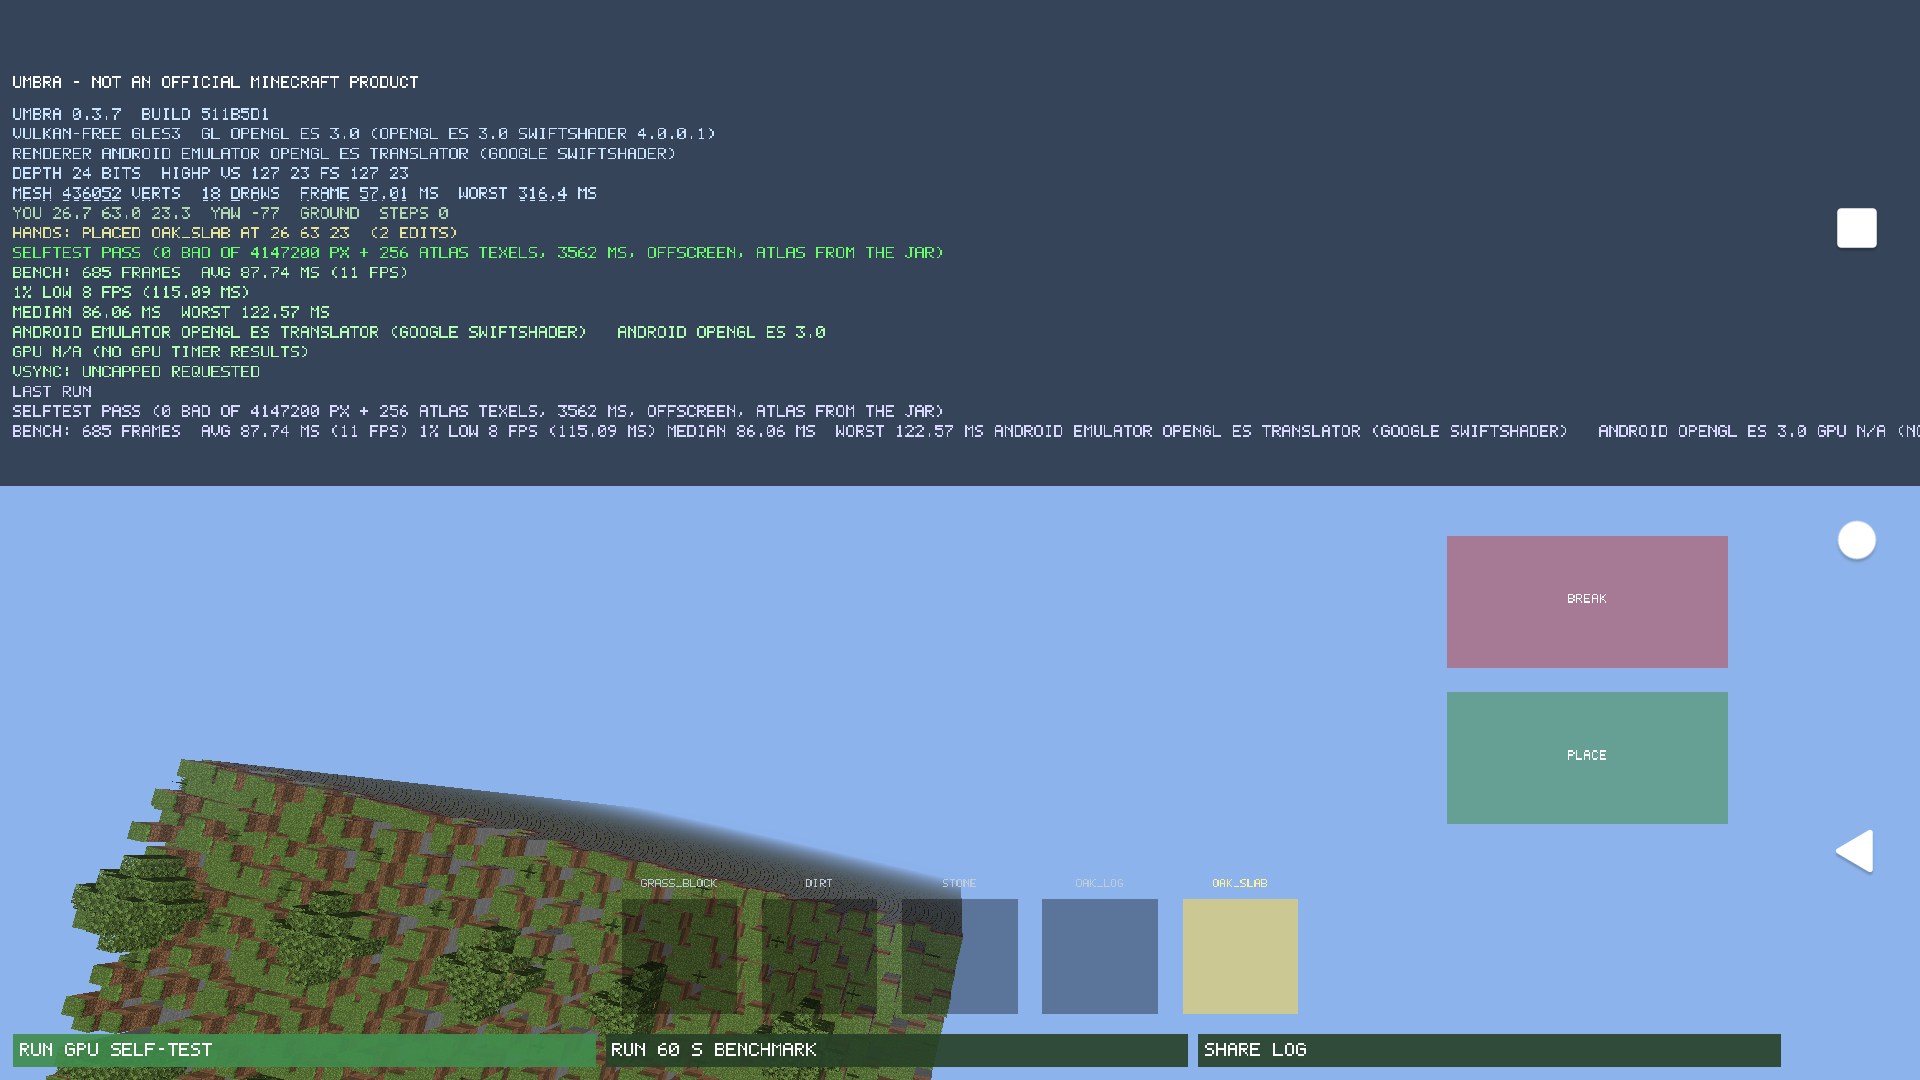 UMBRA - NOT AN OFFICIAL MINECRAFT PRODUCT
UMBRA 0.3.7  BUILD 511B5D1
VULKAN-FREE GLES3  GL OPENGL ES 3.0 (OPENGL ES 3.0 SWIFTSHADER 4.0.0.1)
RENDERER ANDROID EMULATOR OPENGL ES TRANSLATOR (GOOGLE SWIFTSHADER)
DEPTH 24 BITS  HIGHP VS 127 23 FS 127 23
MESH 436052 VERTS  18 DRAWS  FRAME 57.01 MS  WORST 316.4 MS
YOU 26.7 63.0 23.3  YAW -77  GROUND  STEPS 0
HANDS: PLACED OAK_SLAB AT 26 63 23  (2 EDITS)
SELFTEST PASS (0 BAD OF 4147200 PX + 256 ATLAS TEXELS, 3562 MS, OFFSCREEN, ATLAS FROM THE JAR)
BENCH: 685 FRAMES  AVG 87.74 MS (11 FPS)
1% LOW 8 FPS (115.09 MS)
MEDIAN 86.06 MS  WORST 122.57 MS
ANDROID EMULATOR OPENGL ES TRANSLATOR (GOOGLE SWIFTSHADER)   ANDROID OPENGL ES 3.0
GPU N/A (NO GPU TIMER RESULTS)
VSYNC: UNCAPPED REQUESTED
LAST RUN
SELFTEST PASS (0 BAD OF 4147200 PX + 256 ATLAS TEXELS, 3562 MS, OFFSCREEN, ATLAS FROM THE JAR)
BENCH: 685 FRAMES  AVG 87.74 MS (11 FPS) 1% LOW 8 FPS (115.09 MS) MEDIAN 86.06 MS  WORST 122.57 MS ANDROID EMULATOR OPENGL ES TRANSLATOR (GOOGLE SWIFTSHADER)   ANDROID OPENGL ES 3.0 GPU N/A (NO
BREAK
PLACE
GRASS_BLOCK
DIRT
STONE
OAK_LOG
OAK_SLAB
RUN GPU SELF-TEST
RUN 60 S BENCHMARK
SHARE LOG